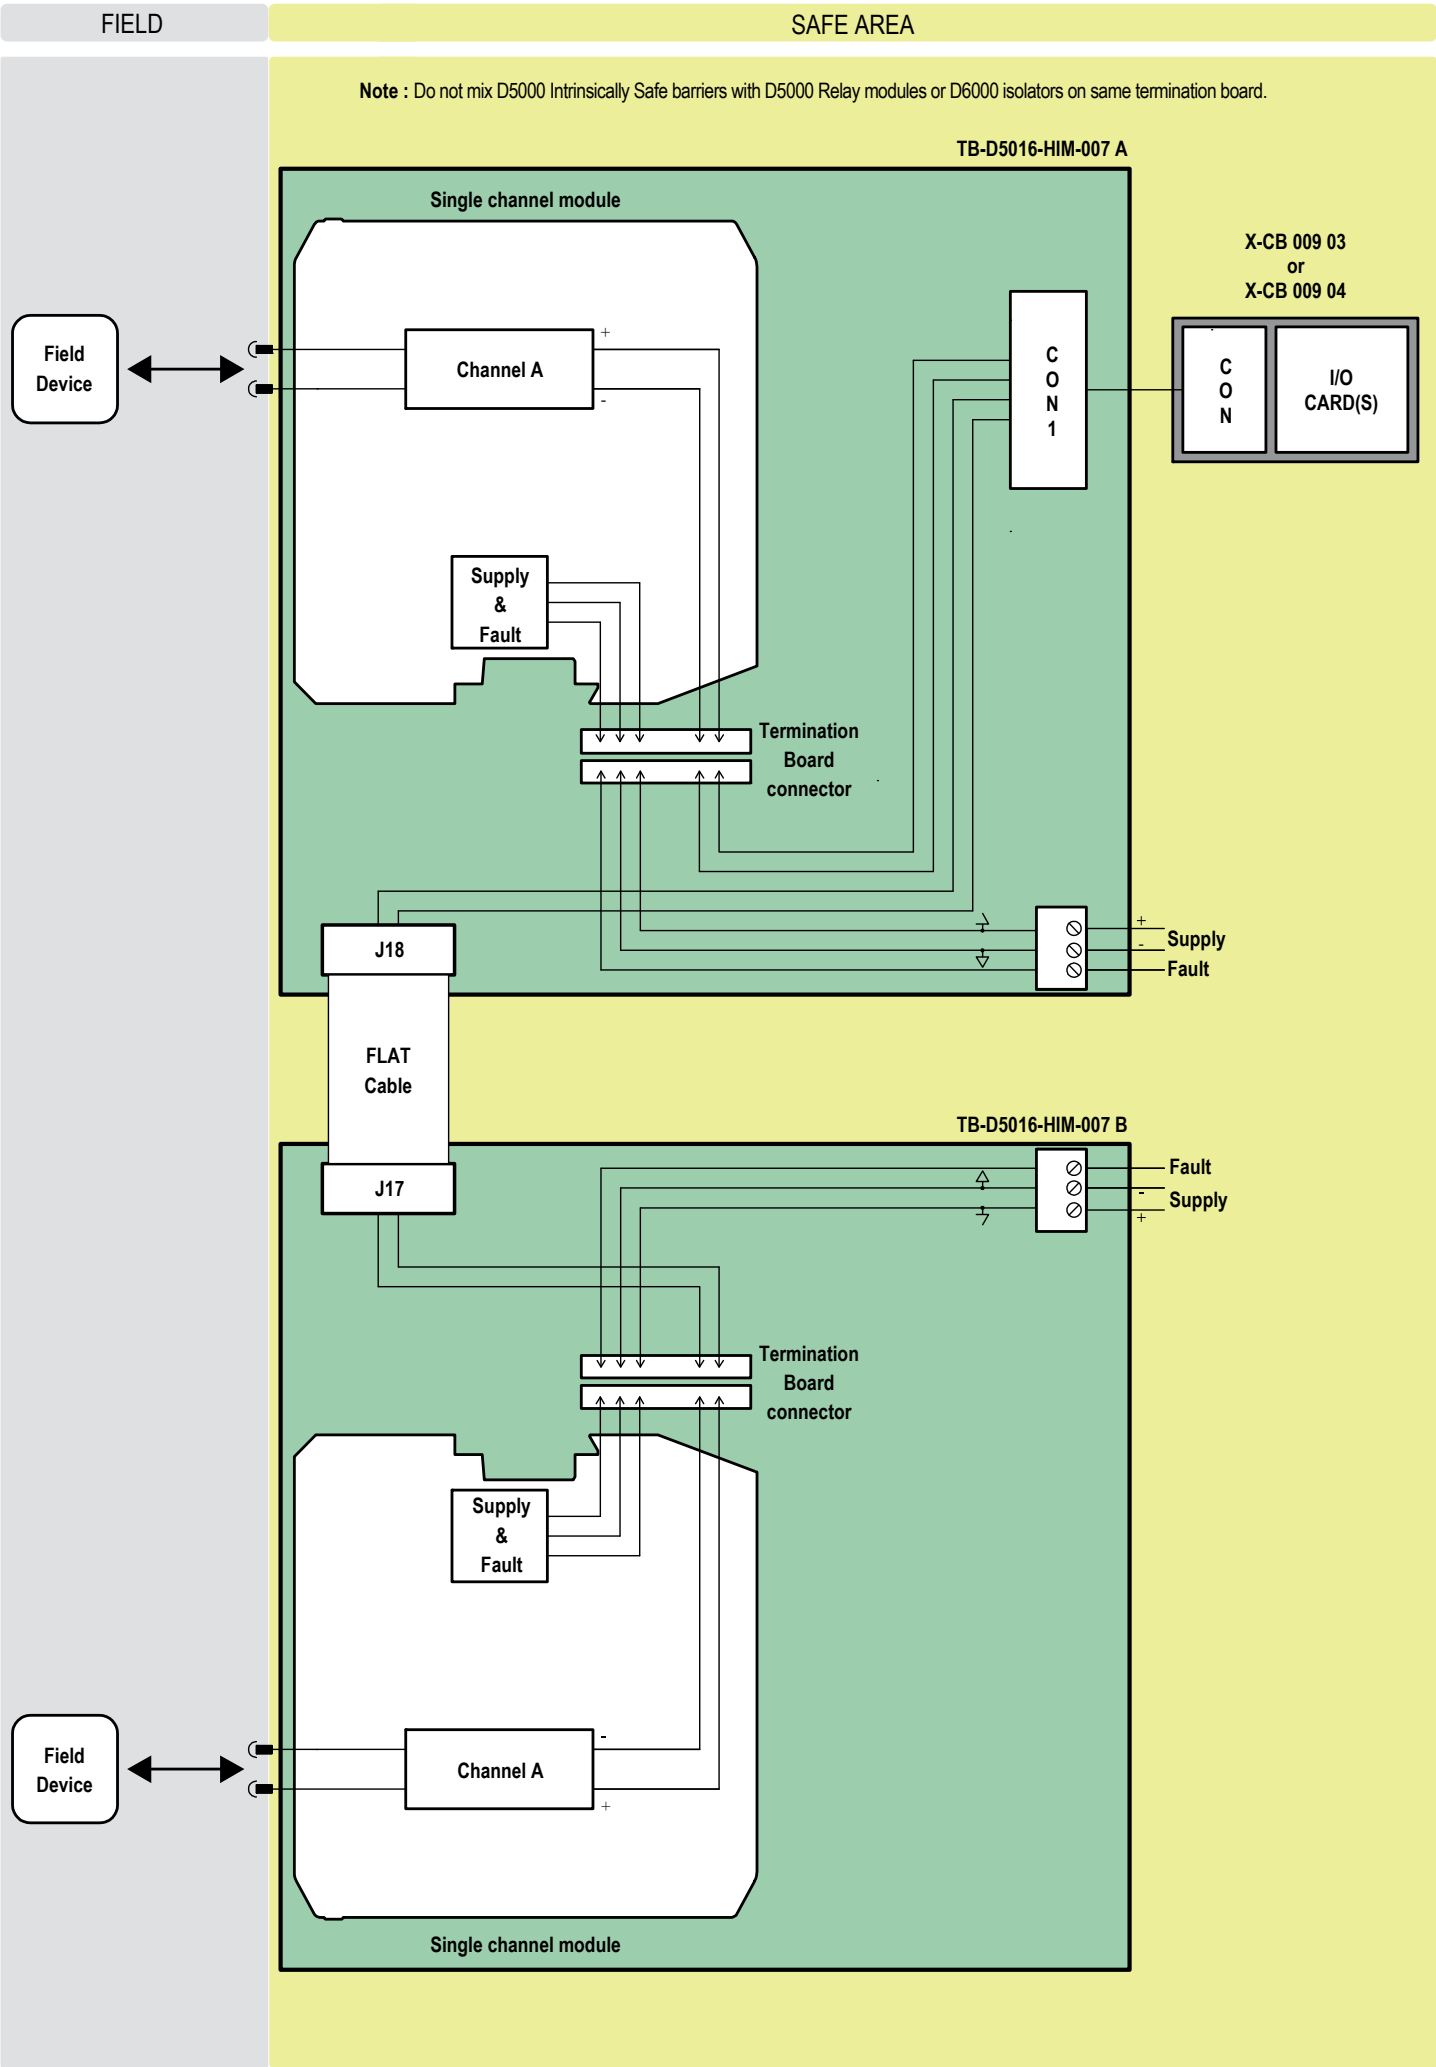 FIELD
SAFE AREA
Note : Do not mix D5000 Intrinsically Safe barriers with D5000 Relay modules or D6000 isolators on same termination board.
TB-D5016-HIM-007 A
Single channel module
X-CB 009 03
or
X-CB 009 04
Field
Device
+
Channel A
-
C
O
N
1
C
O
N
I/O
CARD(S)
Supply
&
Fault
Termination
Board
connector
J18
+
-
Supply
Fault
FLAT
Cable
TB-D5016-HIM-007 B
J17
Fault
-
Supply
+
Termination
Board
connector
Supply
&
Fault
Field
Device
-
Channel A
+
Single channel module